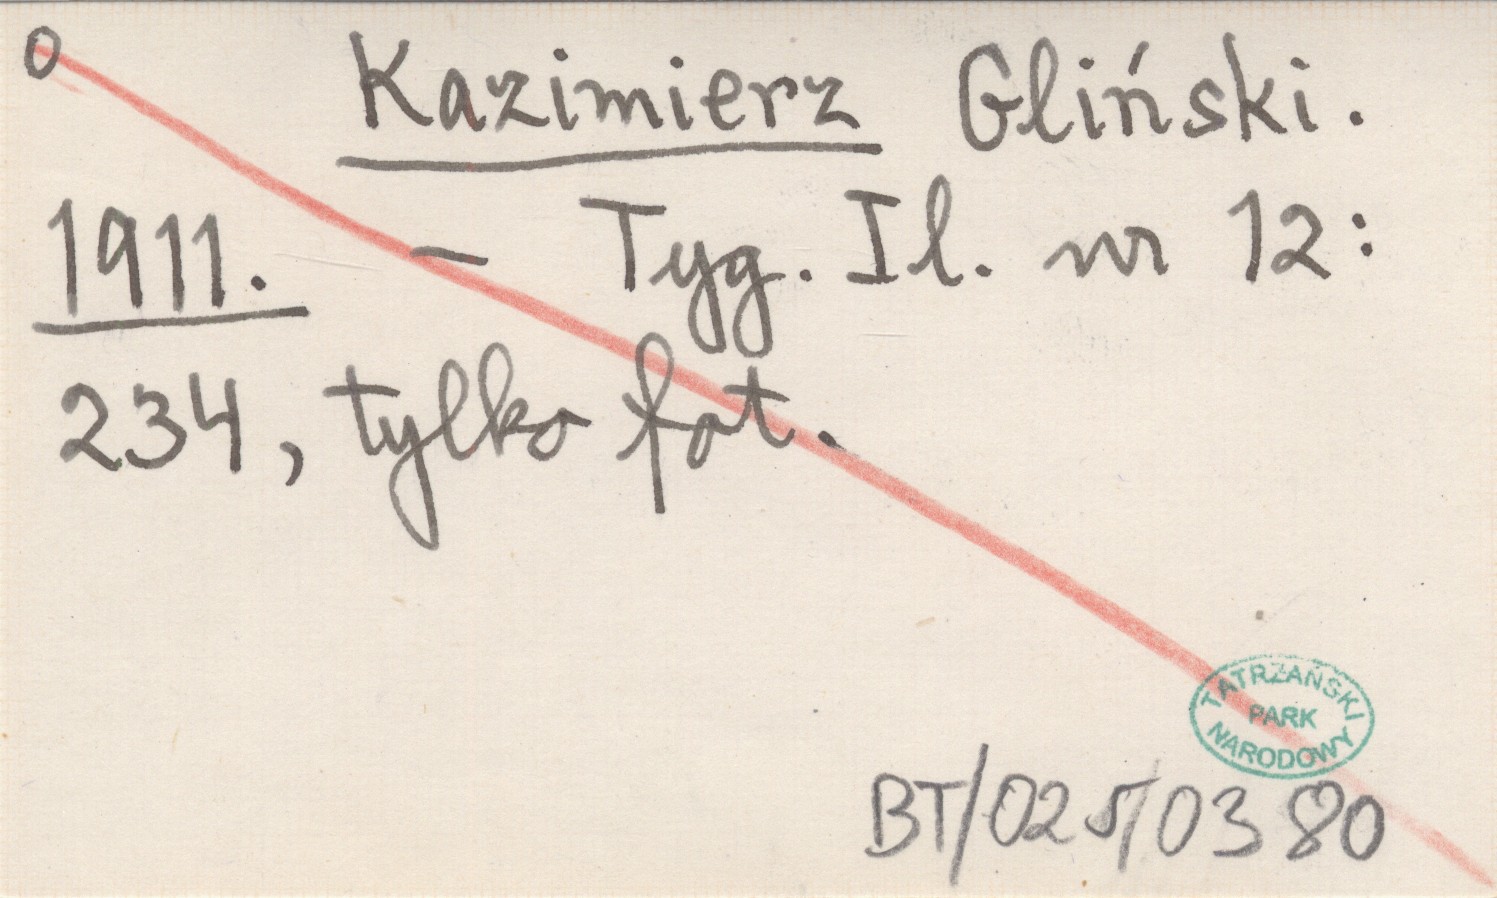 0
Kazimierz Gliński.
1911. — Tyg. Il. nr 12:
234, tylko fot.
TATRZAŃSKI
PARK
NARODOWY
BT/025/0380